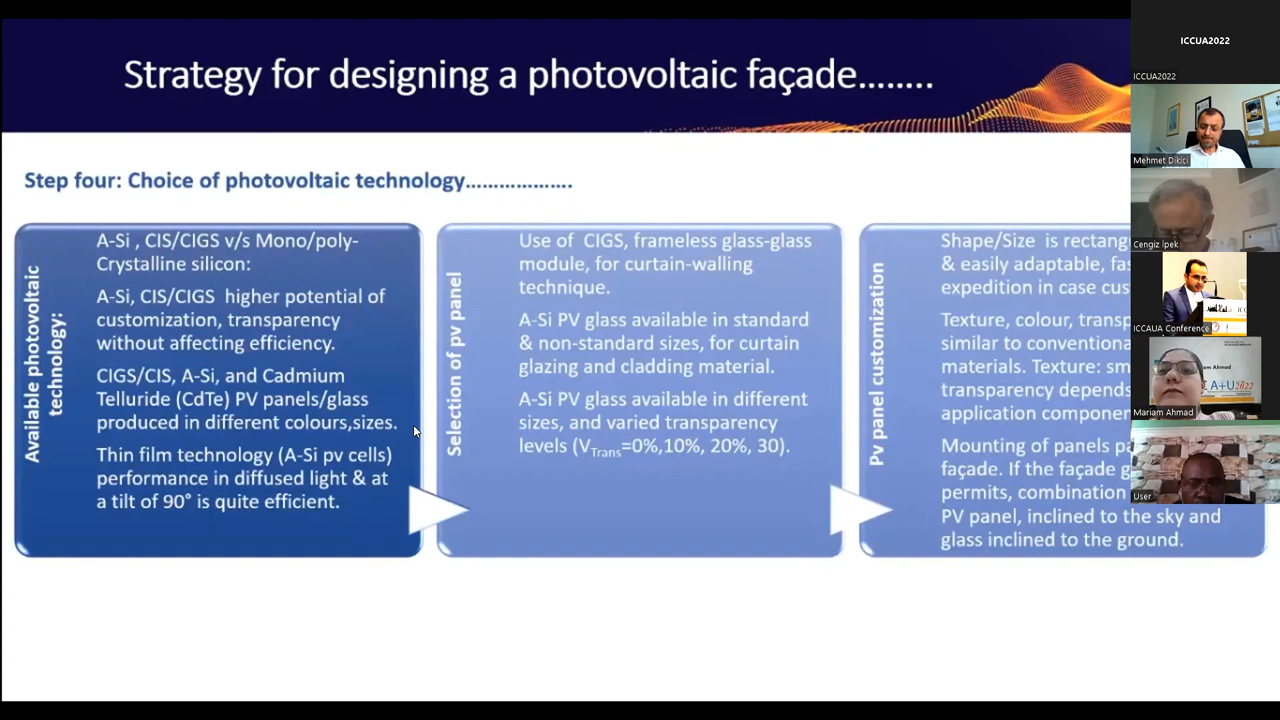 Strategy for designing a photovoltaic façade........
Step four: Choice of photovoltaic technology...................
Available photovoltaic
technology:
A-Si , CIS/CIGS v/s Mono/poly-
Crystalline silicon:
A-Si, CIS/CIGS higher potential of
customization, transparency
without affecting efficiency.
CIGS/CIS, A-Si, and Cadmium
Telluride (CdTe) PV panels/glass
produced in different colours,sizes.
Thin film technology (A-Si pv cells)
performance in diffused light & at
a tilt of 90° is quite efficient.
Selection of pv panel
Use of CIGS, frameless glass-glass
module, for curtain-walling
technique.
A-Si PV glass available in standard
& non-standard sizes, for curtain
glazing and cladding material.
A-Si PV glass available in different
sizes, and varied transparency
levels (VTrans=0%,10%, 20%, 30).
Pv panel customization
Shape/Size is
& easily adaptable,
expedition in case
Texture, colour,
similar to
materials. Texture:
transparency depends
application
Mounting of panels
façade. If the façade
permits, combination
PV panel, inclined to the sky and
glass inclined to the ground.
ICCUA2022
ICCUA2022
Mehmet Dikici
Cengiz İpek
ICCAUA Conference
Mariam Ahmad
A+U2022
User